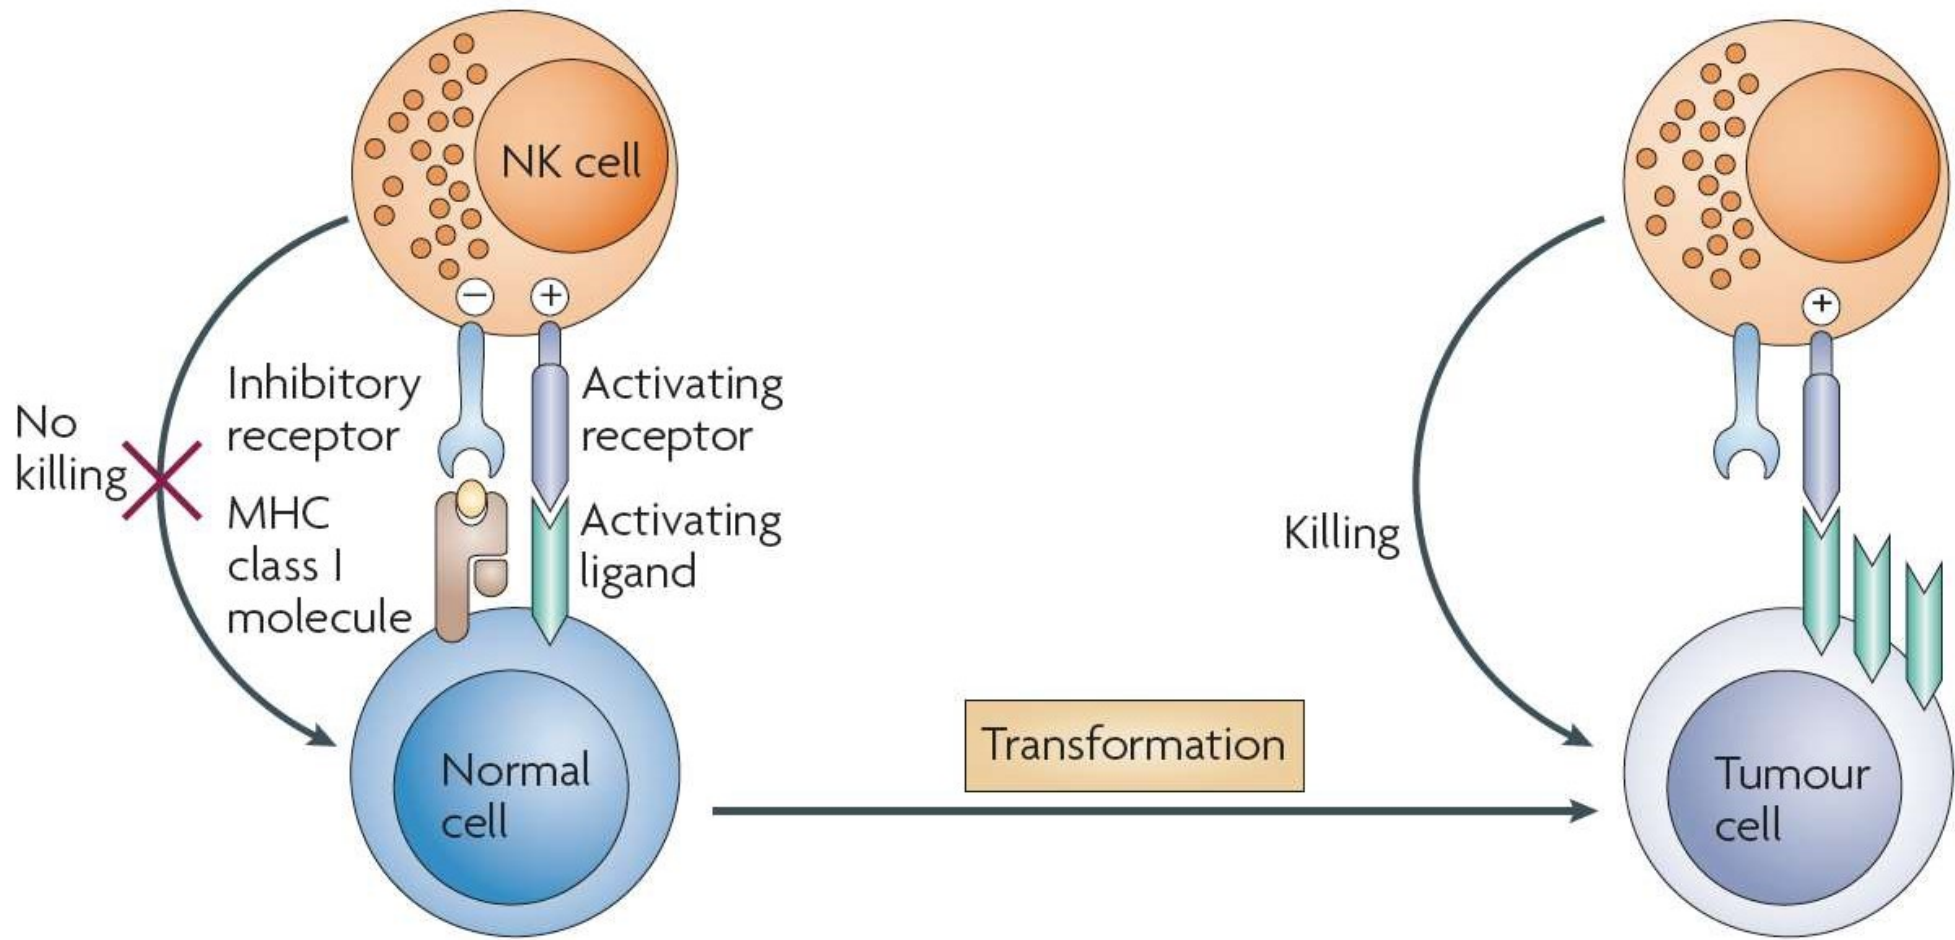 NK cell
−
+
+
Inhibitory
receptor
Activating
receptor
No
killing
MHC
class I
molecule
Activating
ligand
Killing
Transformation
Normal
cell
Tumour
cell